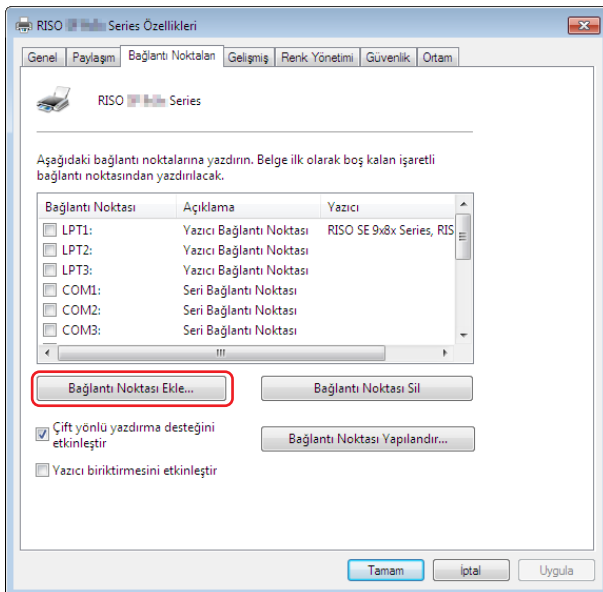 RISO Series Özellikleri
Genel Paylaşım Bağlantı Noktaları Gelişmiş Renk Yönetimi Güvenlik Ortam
RISO Series
Aşağıdaki bağlantı noktalarına yazdırın. Belge ilk olarak boş kalan işaretli
bağlantı noktasından yazdırılacak.
Bağlantı Noktası Açıklama Yazıcı
LPT1: Yazıcı Bağlantı Noktası RISO SE 9x8x Series, RIS
LPT2: Yazıcı Bağlantı Noktası
LPT3: Yazıcı Bağlantı Noktası
COM1: Seri Bağlantı Noktası
COM2: Seri Bağlantı Noktası
COM3: Seri Bağlantı Noktası
Bağlantı Noktası Ekle... Bağlantı Noktası Sil
Çift yönlü yazdırma desteğini
etkinleştir
Bağlantı Noktası Yapılandır...
Yazıcı biriktirmesini etkinleştir
Tamam İptal Uygula